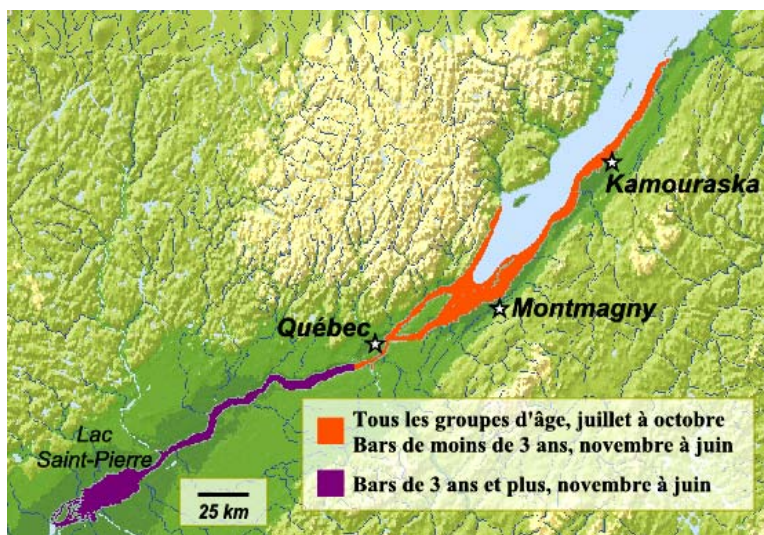 Kamouraska
Montmagny
Québec
Lac
Saint-Pierre
Tous les groupes d'âge, juillet à octobre
Bars de moins de 3 ans, novembre à juin
Bars de 3 ans et plus, novembre à juin
25 km